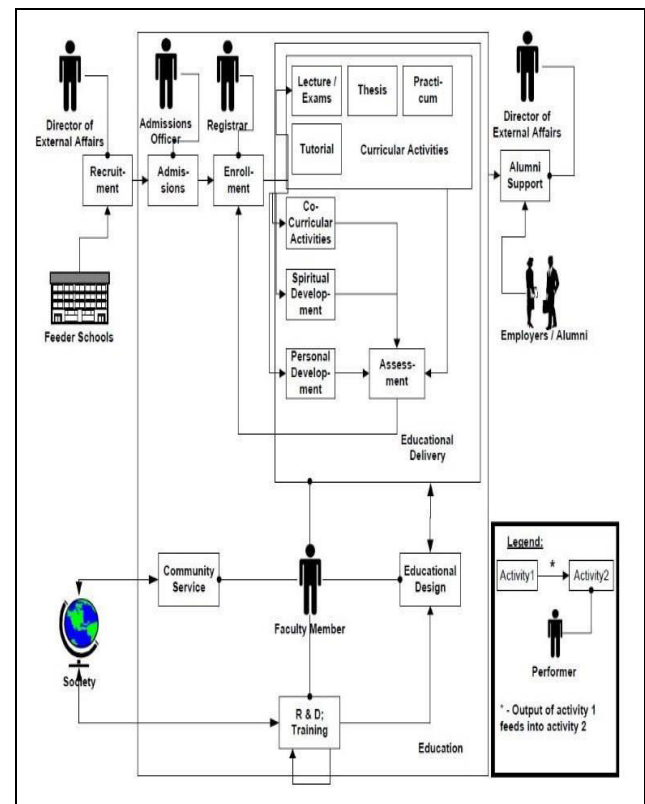 Director of
External Affairs
Admissions
Officer
Registrar
Lecture /
Exams
Thesis
Practi-
cum
Tutorial
Curricular Activities
Director of
External Affairs
Recruit-
ment
Admis-
sions
Enroll-
ment
Alumni
Support
Co-
Curricular
Activities
Spiritual
Develop-
ment
Feeder Schools
Employers / Alumni
Personal
Develop-
ment
Assess-
ment
Educational
Delivery
Community
Service
Faculty Member
Educational
Design
Society
R & D;
Training
Education
Legend:
Activity1
*
Activity2
Performer
* - Output of activity 1
feeds into activity 2